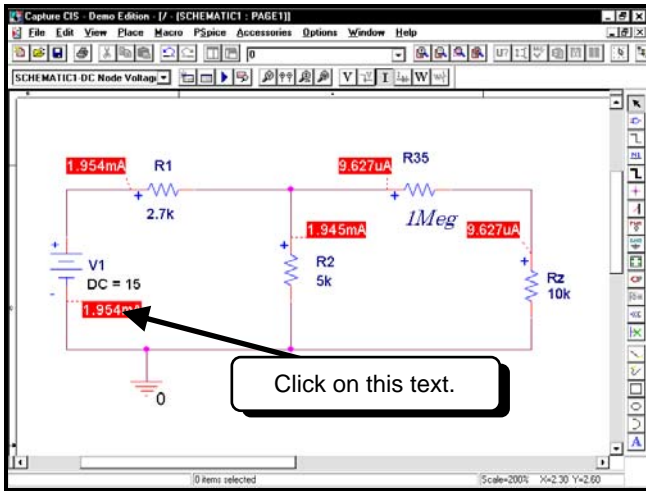 Capture CIS - Demo Edition - [/ - (SCHEMATIC1 : PAGE1)]
File Edit View Place Macro PSpice Accessories Options Window Help
0
U?
SCHEMATIC1-DC Node Voltag
V I W
1.954mA
R1
2.7k
9.627uA
R35
1Meg
9.627uA
1.945mA
R2
5k
V1
DC = 15
1.954mA
Rz
10k
Click on this text.
0
0 items selected
Scale=200% X=2.30 Y=2.60
A